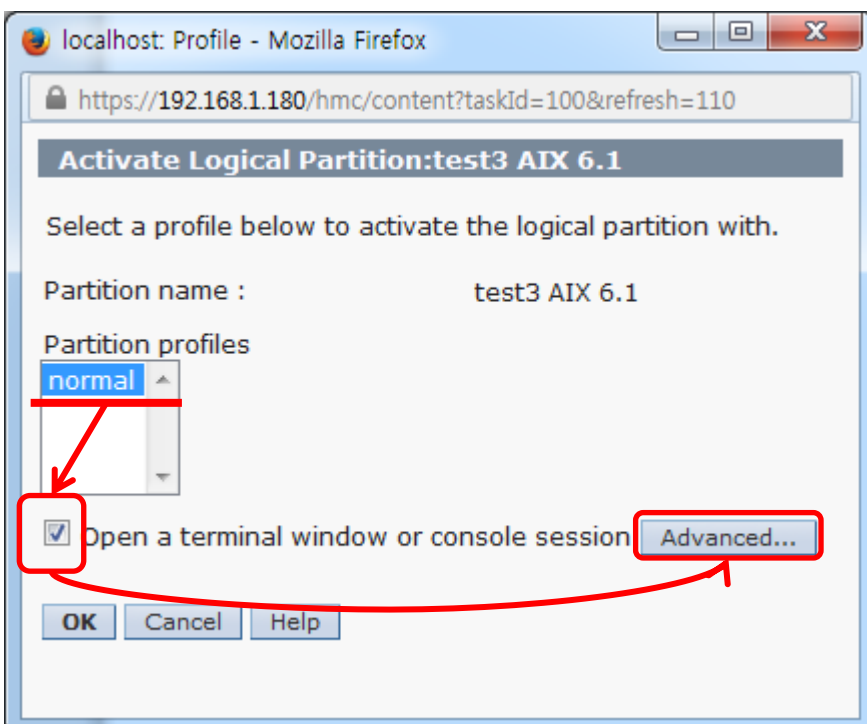 localhost: Profile - Mozilla Firefox
https://192.168.1.180/hmc/content?taskId=100&refresh=110
Activate Logical Partition:test3 AIX 6.1
Select a profile below to activate the logical partition with.
Partition name : test3 AIX 6.1
Partition profiles
normal
Open a terminal window or console session Advanced...
OK Cancel Help